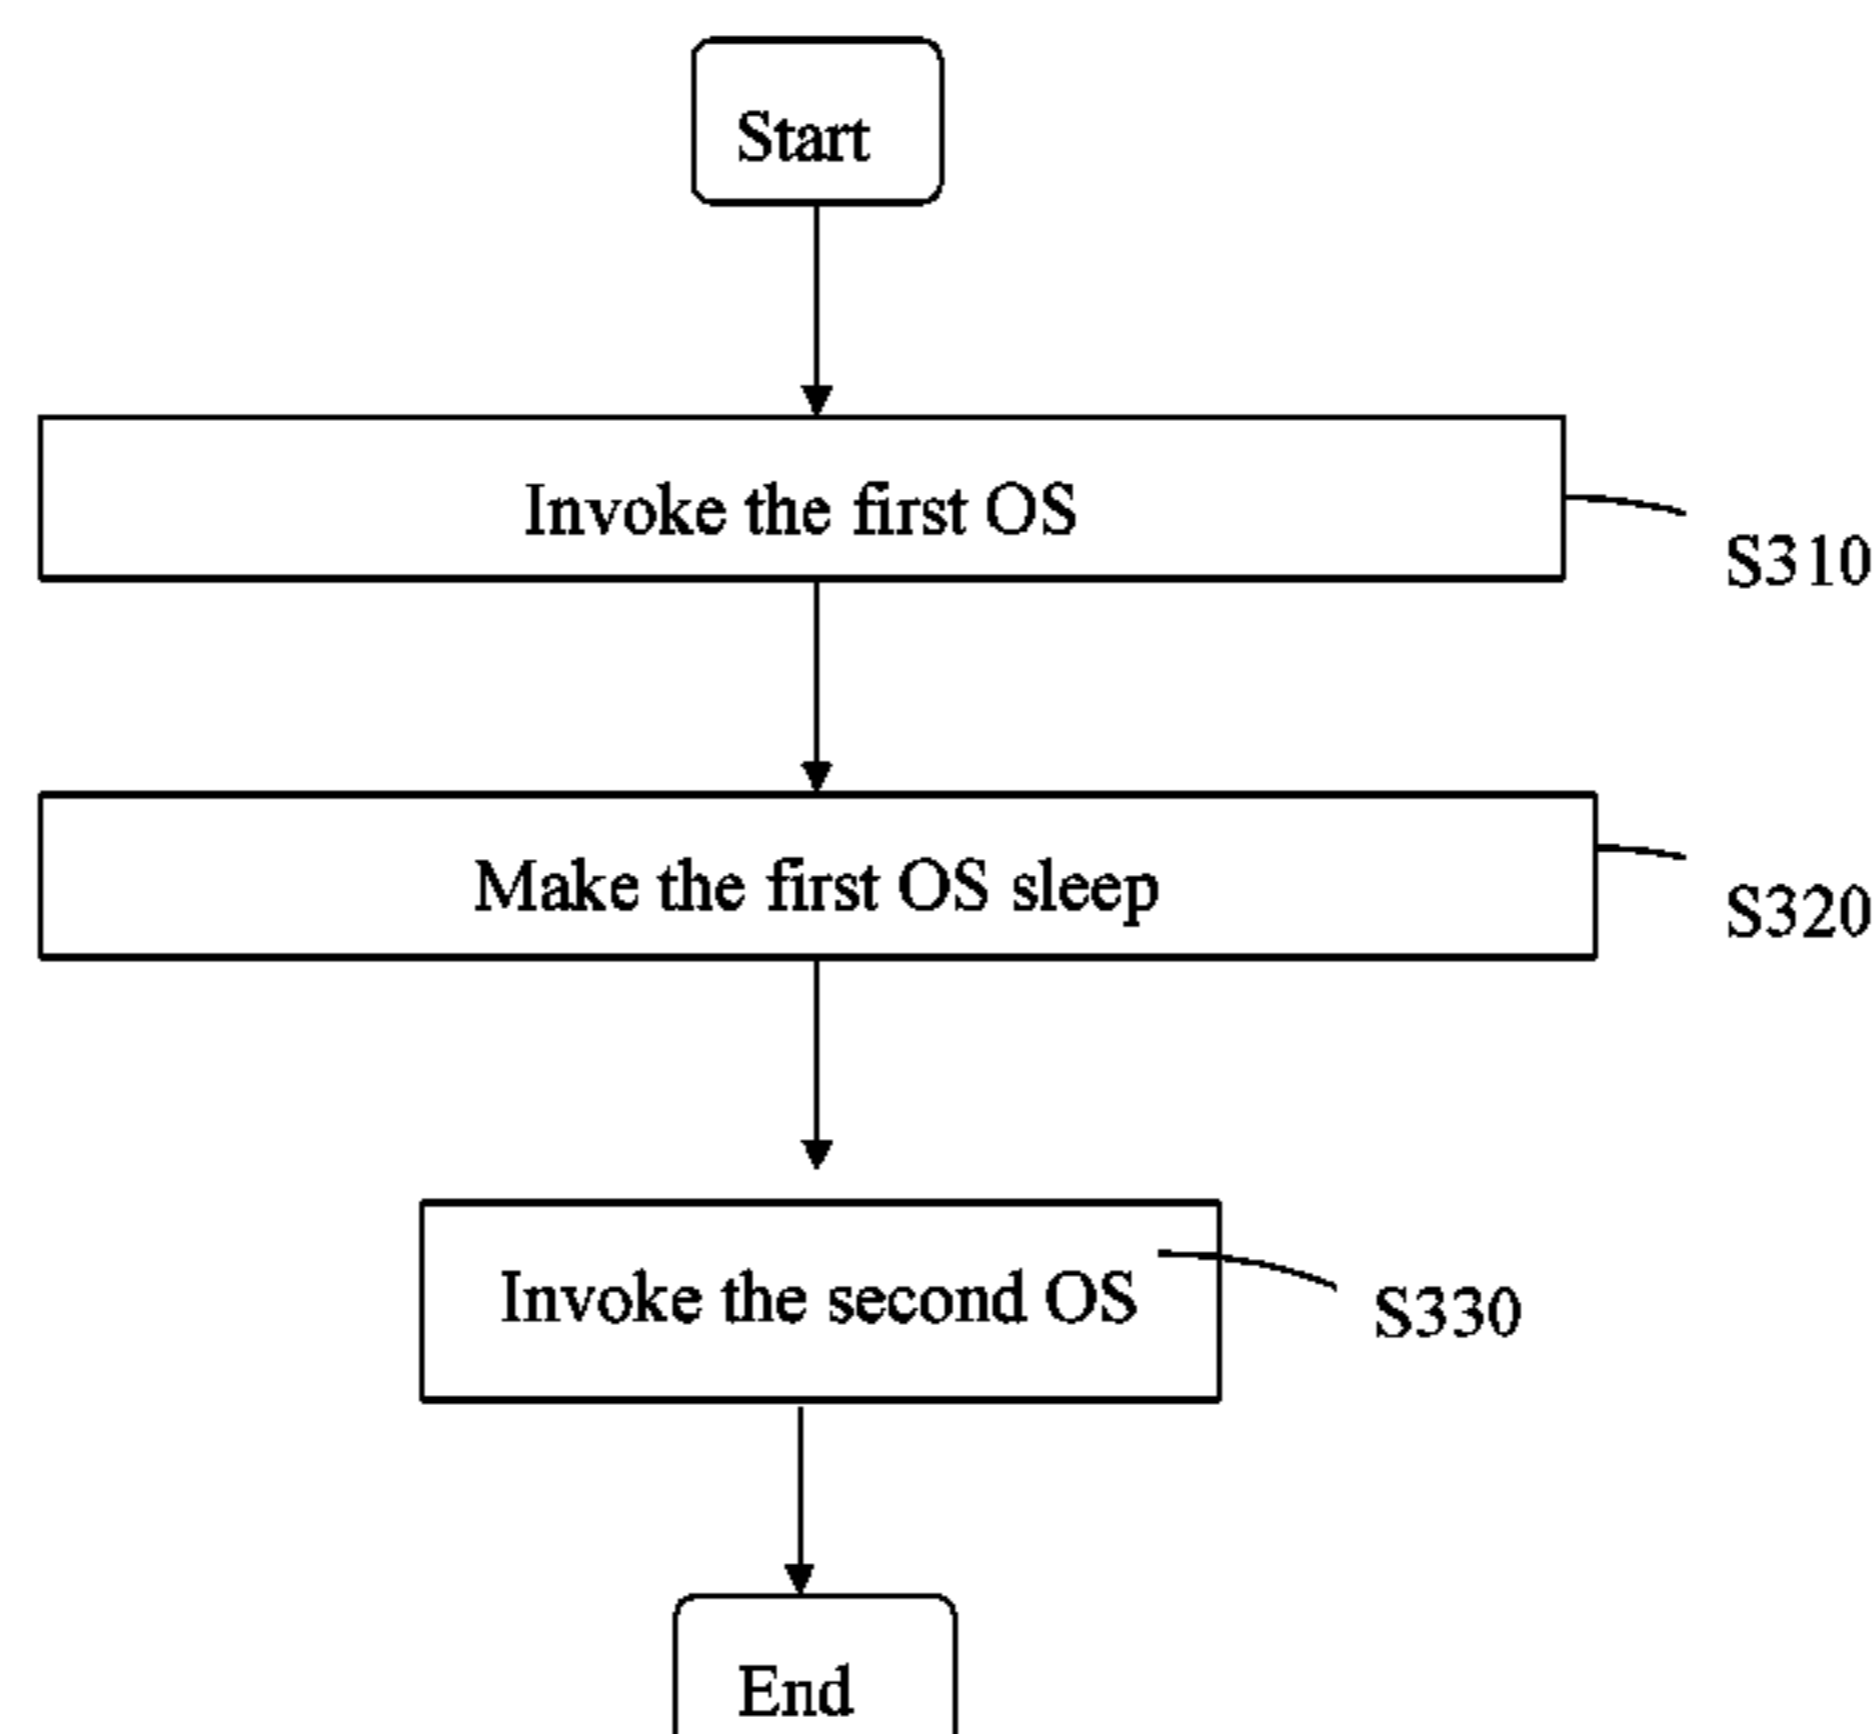 Start
Invoke the first OS
S310
Make the first OS sleep
S320
Invoke the second OS
S330
End